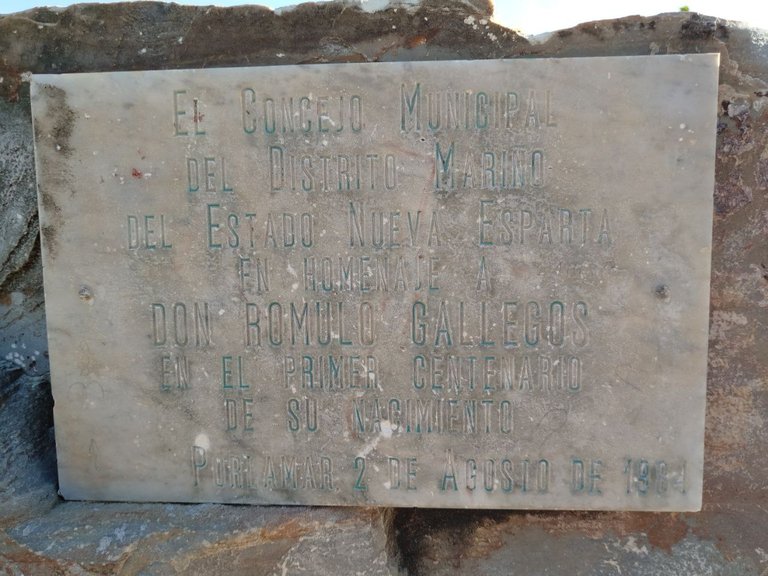 El Concejo Municipal
del Distrito Mariño
del Estado Nueva Esparta
en homenaje a
DON ROMULO GALLEGOS
en el primer centenario
de su nacimiento
Porlamar 2 de Agosto de 1984